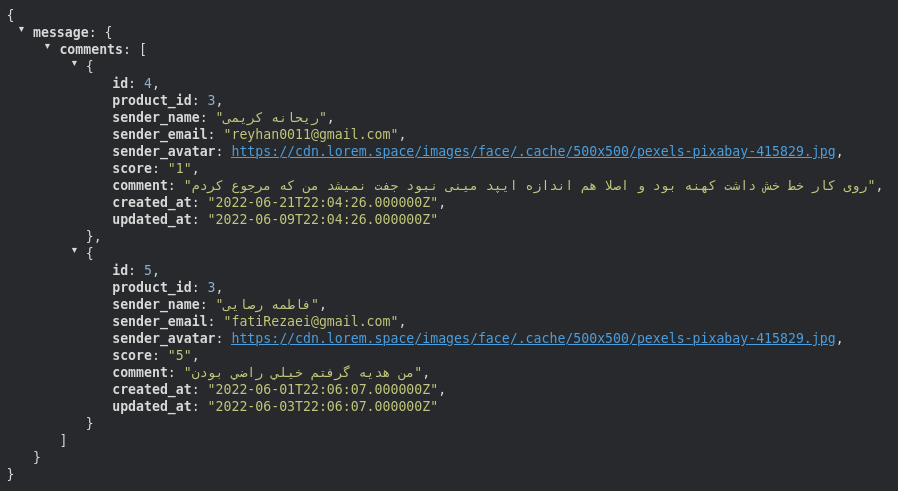 {
message: {
comments: [
{
id: 4,
product_id: 3,
sender_name: "ریحانه کریمی",
sender_email: "reyhan0011@gmail.com",
sender_avatar: https://cdn.lorem.space/images/face/.cache/500x500/pexels-pixabay-415829.jpg,
score: "1",
comment: "روی کار خط خش داشت کهنه بود و اصلا هم اندازه ایپد مینی نبود جفت نمیشد من که مرجوع کردم",
created_at: "2022-06-21T22:04:26.000000Z",
updated_at: "2022-06-09T22:04:26.000000Z"
},
{
id: 5,
product_id: 3,
sender_name: "فاطمه رصایی",
sender_email: "fatiRezaei@gmail.com",
sender_avatar: https://cdn.lorem.space/images/face/.cache/500x500/pexels-pixabay-415829.jpg,
score: "5",
comment: "من هديه گرفتم خيلي راضي بودن",
created_at: "2022-06-01T22:06:07.000000Z",
updated_at: "2022-06-03T22:06:07.000000Z"
}
]
}
}